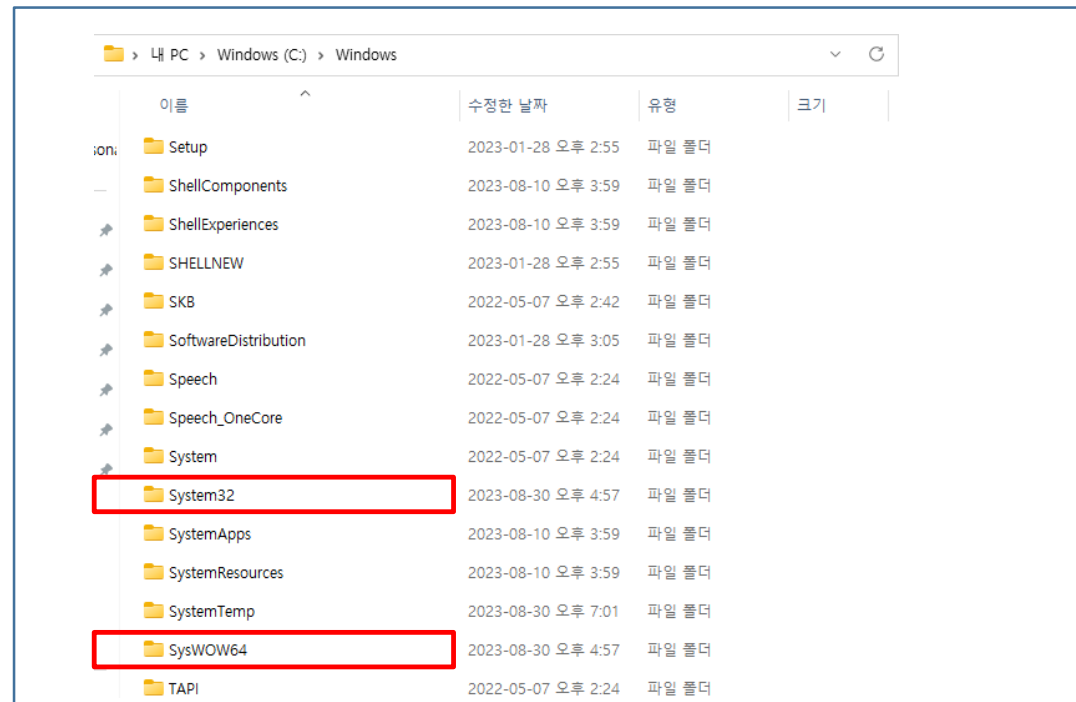 내 PC > Windows (C:) > Windows
이름 수정한 날짜 유형 크기
Setup 2023-01-28 오후 2:55 파일 폴더
ShellComponents 2023-08-10 오후 3:59 파일 폴더
ShellExperiences 2023-08-10 오후 3:59 파일 폴더
SHELLNEW 2023-01-28 오후 2:55 파일 폴더
SKB 2022-05-07 오후 2:42 파일 폴더
SoftwareDistribution 2023-01-28 오후 3:05 파일 폴더
Speech 2022-05-07 오후 2:24 파일 폴더
Speech_OneCore 2022-05-07 오후 2:24 파일 폴더
System 2022-05-07 오후 2:24 파일 폴더
System32 2023-08-30 오후 4:57 파일 폴더
SystemApps 2023-08-10 오후 3:59 파일 폴더
SystemResources 2023-08-10 오후 3:59 파일 폴더
SystemTemp 2023-08-30 오후 7:01 파일 폴더
SysWOW64 2023-08-30 오후 4:57 파일 폴더
TAPI 2022-05-07 오후 2:24 파일 폴더